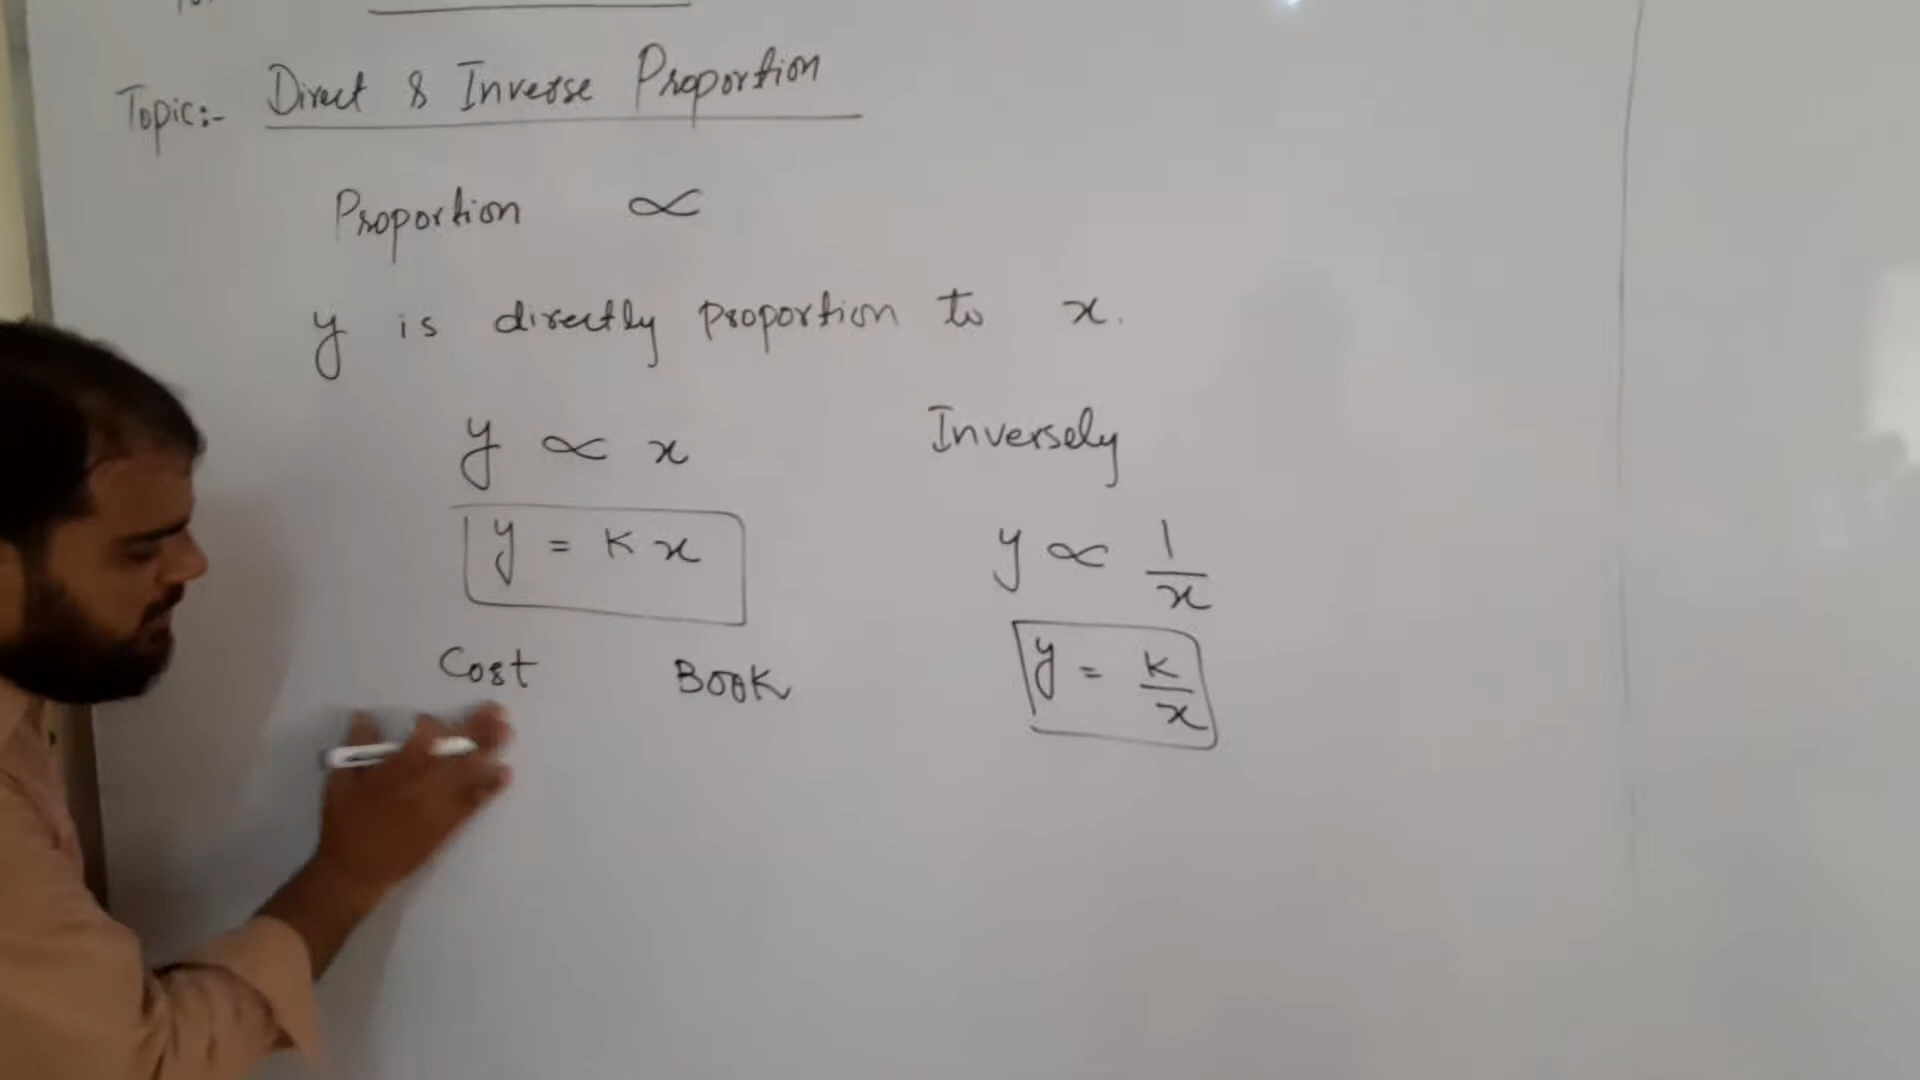 Topic:- Direct & Inverse Proportion
Proportion ∝
y is directly proportion to x.
y ∝ x
y = K x
Cost Book
Inversely
y ∝ 1/x
y = K/x